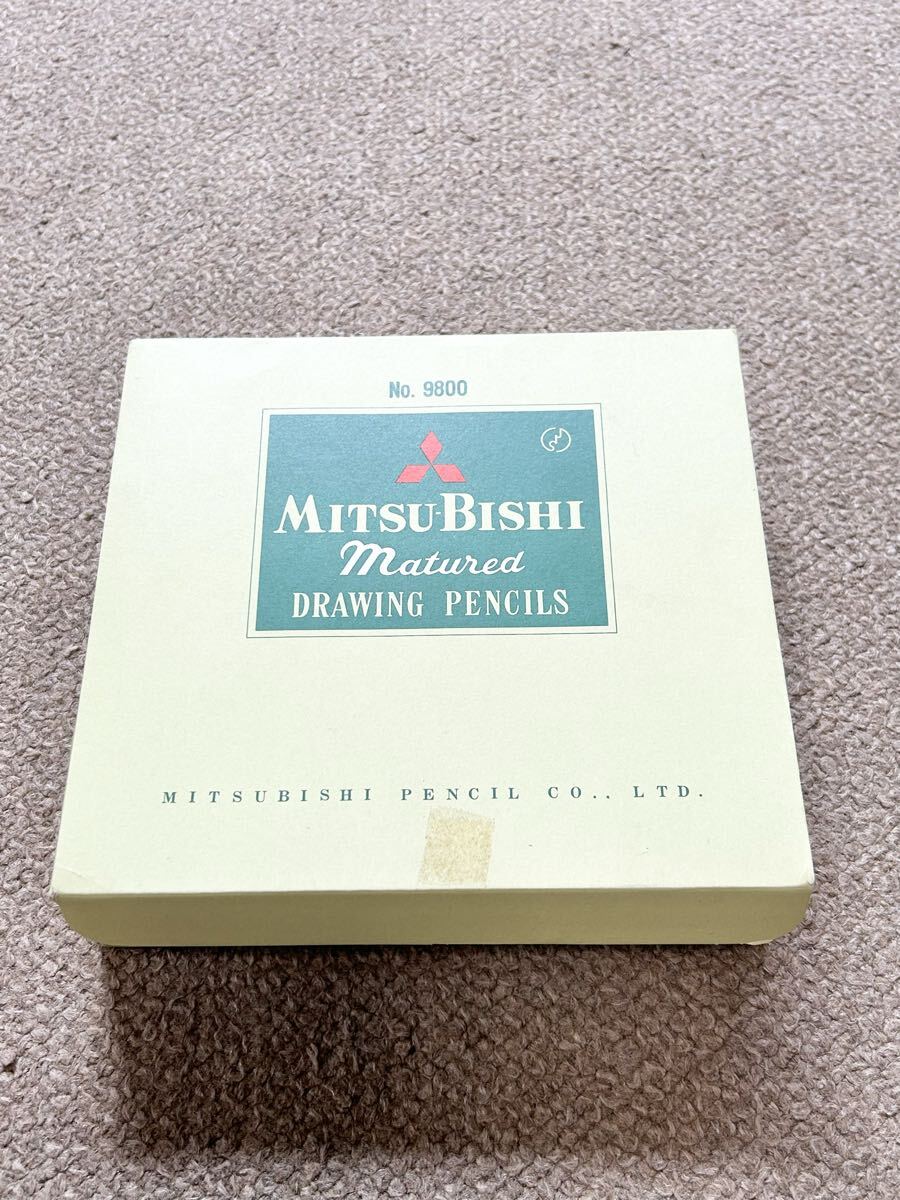 No. 9800
MITSU-BISHI
matured
DRAWING PENCILS
MITSUBISHI PENCIL CO., LTD.